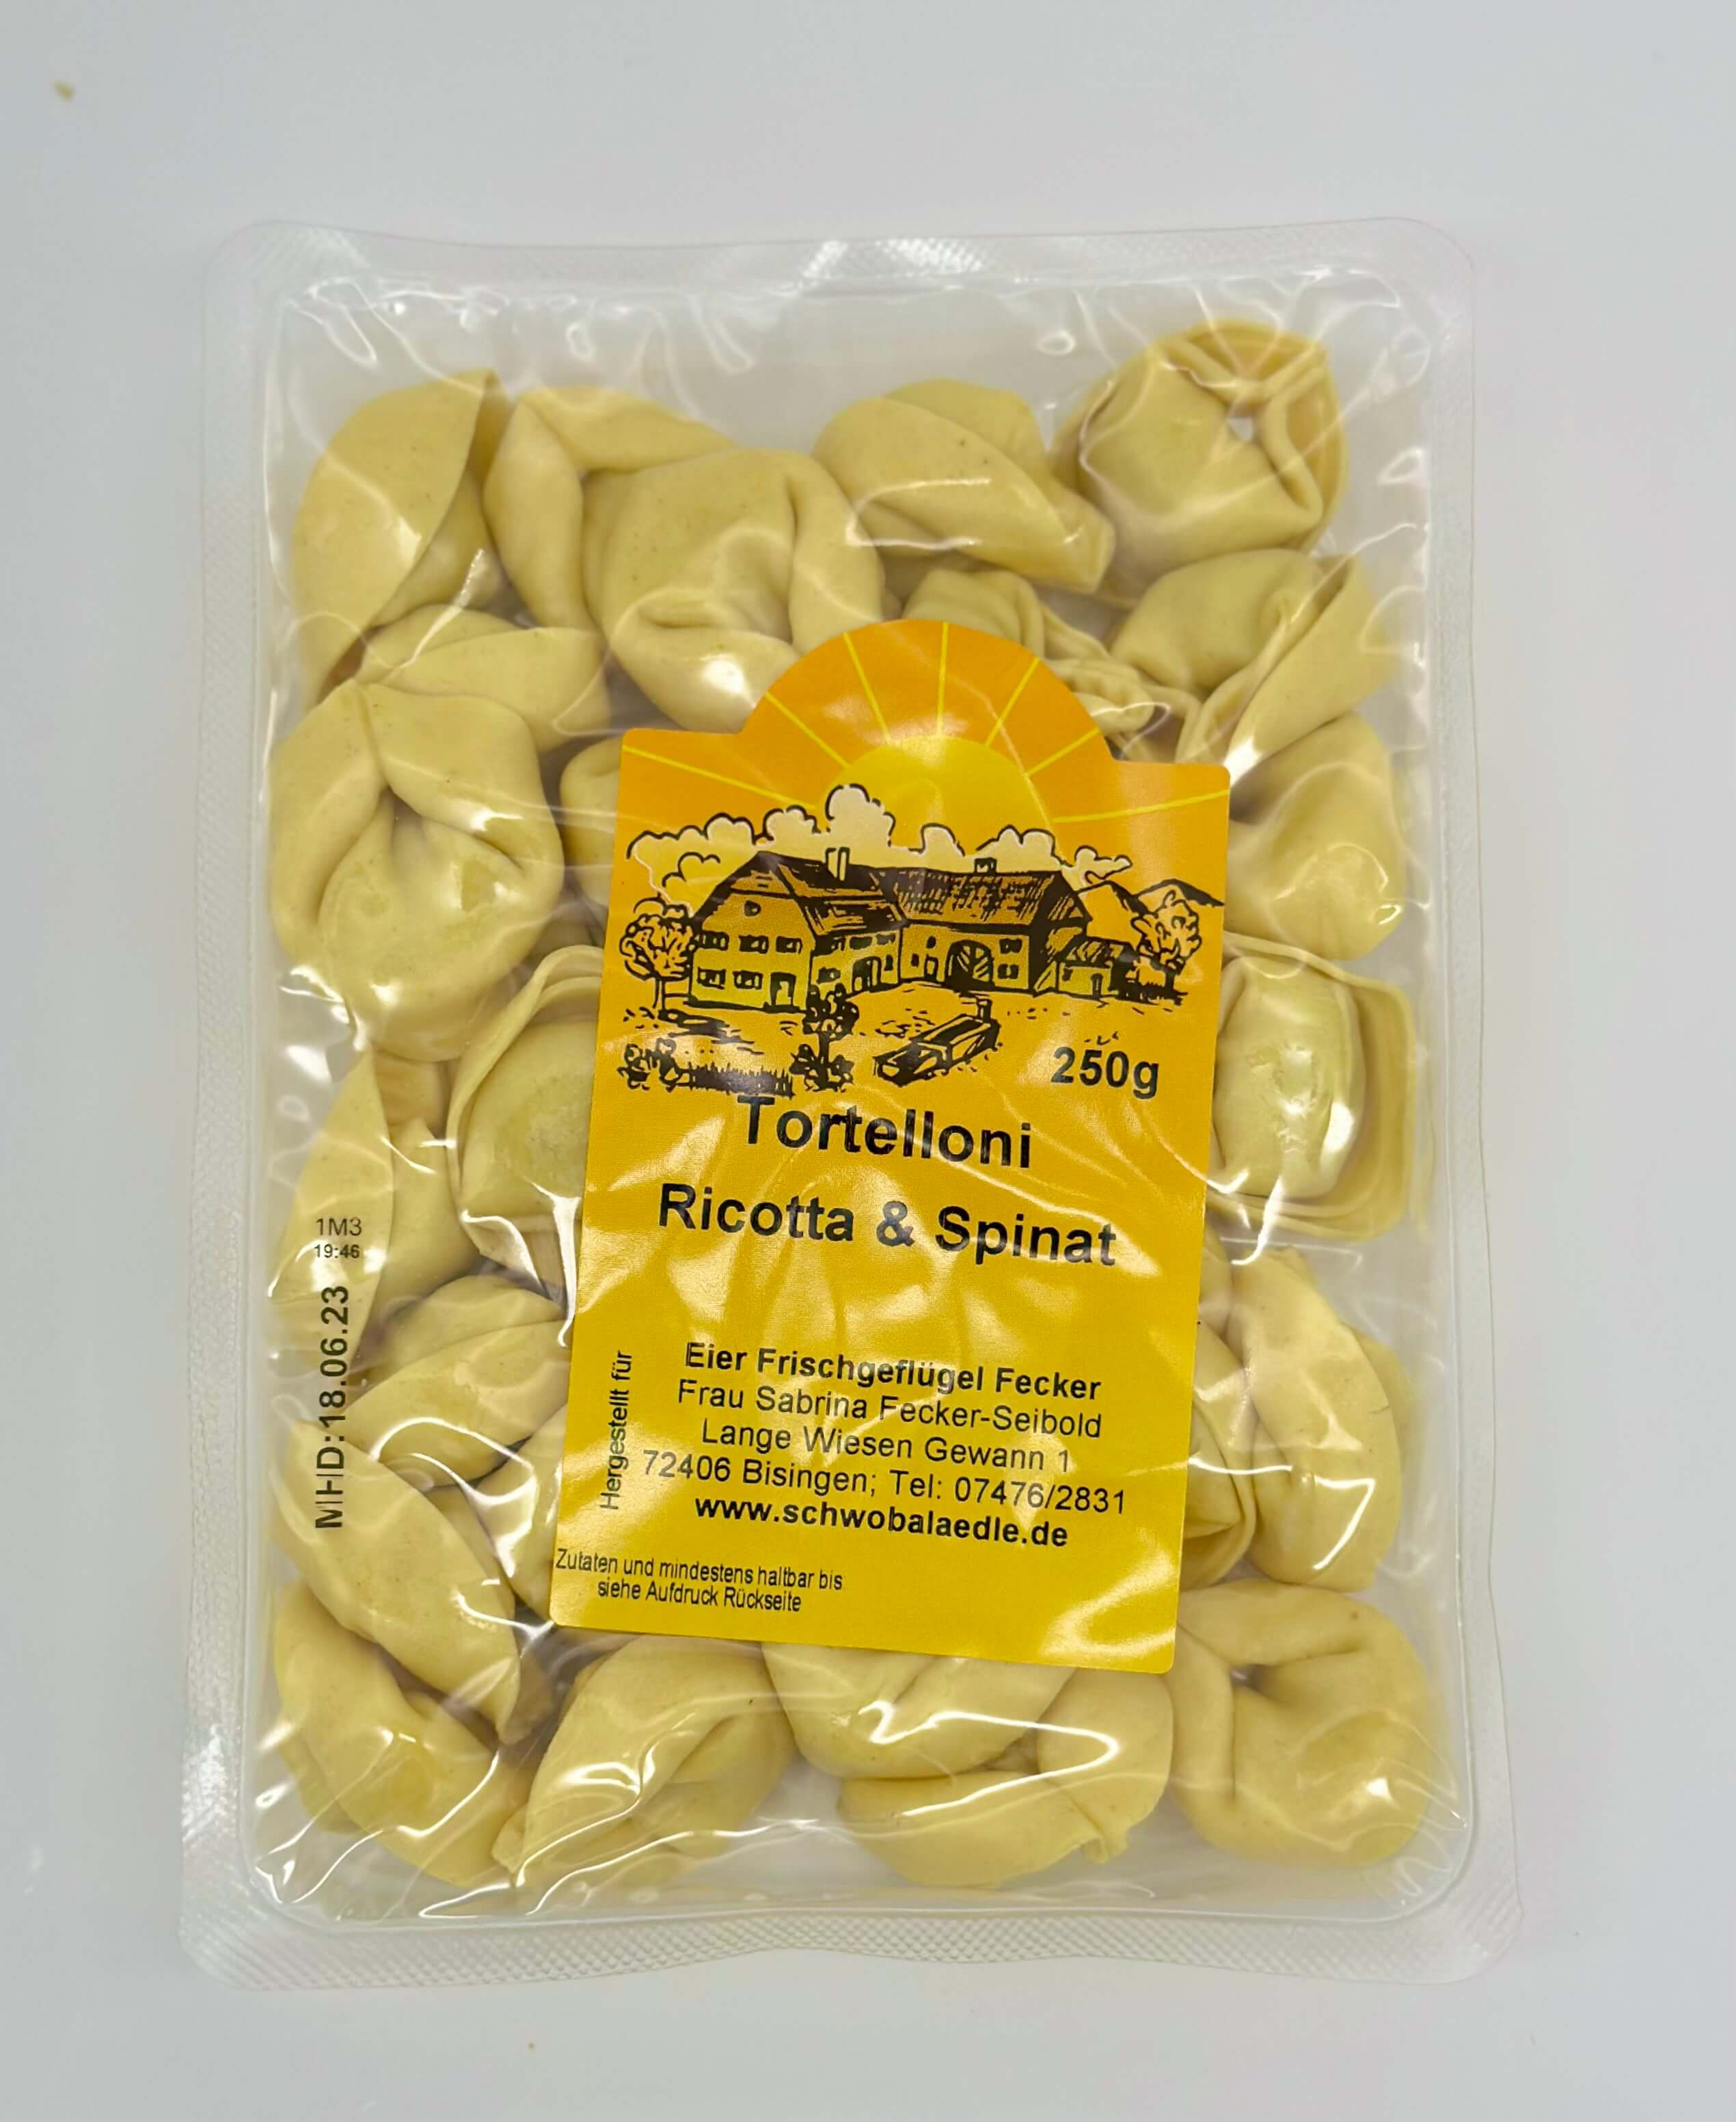 250g
Tortelloni
Ricotta & Spinat
Hergestellt für
Eier Frischgeflügel Fecker
Frau Sabrina Fecker-Seibold
Lange Wiesen Gewann 1
72406 Bisingen; Tel: 07476/2831
www.schwobalaedle.de
Zutaten und mindestens haltbar bis
siehe Aufdruck Rückseite
1M3
19:46
MHD:18.06.23